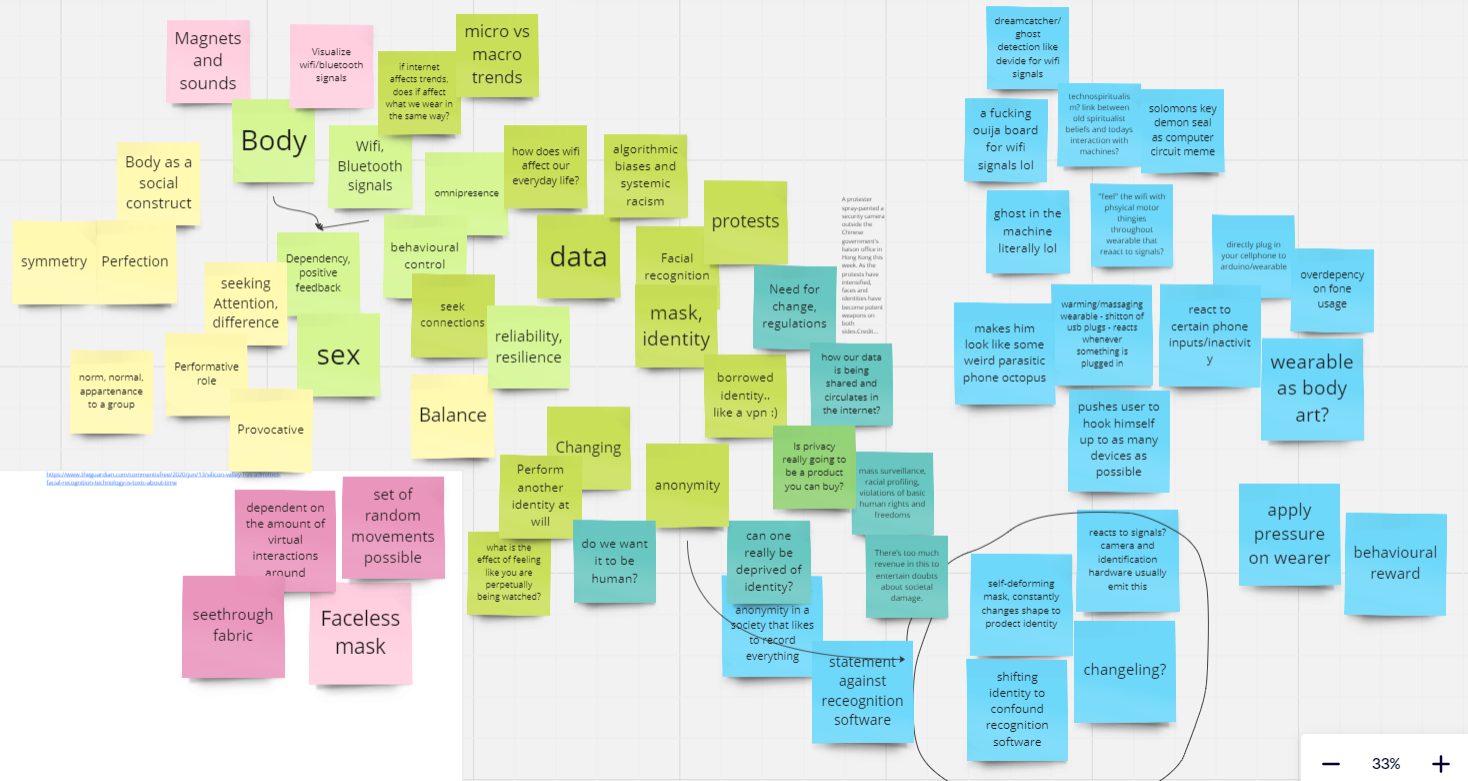 Magnets
and
sounds
Visualize
wifi/bluetooth
signals
if internet
affects trends,
does if affect
what we wear in
the same way?
micro vs
macro
trends
Body
Wifi,
Bluetooth
signals
omnipresence
how does wifi
affect our
everyday life?
algorithmic
biases and
systemic
racism
Body as a
social
construct
symmetry
Perfection
seeking
Attention,
difference
Dependency,
positive
feedback
behavioural
control
data
protests
Facial
recognition
mask,
identity
seek
connections
reliability,
resilience
sex
norm, normal,
appartenance
to a group
Performative
role
Provocative
Balance
A protester
spray-painted a
security camera
outside the
Chinese
government's
liaison office in
Hong Kong this
week. As the
protests have
intensified,
faces and
identities have
become potent
weapons on
both
sides.Credit...
Need for
change,
regulations
how our data
is being
shared and
circulates in
the internet?
borrowed
identity..
like a vpn :)
Changing
Perform
another
identity at
will
anonymity
Is privacy
really going to
be a product
you can buy?
mass surveillance,
racial profiling,
violations of basic
human rights and
freedoms
what is the
effect of feeling
like you are
perpetually
being watched?
do we want
it to be
human?
can one
really be
deprived of
identity?
There's too much
revenue in this to
entertain doubts
about societal
damage.
anonymity in a
society that likes
to record
everything
statement
against
receognition
software
https://www.theguardian.com/commentisfree/2020/jun/13/silicon-valley-has-admitted-
facial-recognition-technology-is-toxic-about-time
dependent on
the amount of
virtual
interactions
around
set of
random
movements
possible
seethrough
fabric
Faceless
mask
dreamcatcher/
ghost
detection like
devide for wifi
signals
a fucking
ouija board
for wifi
signals lol
technospiritualis
m? link between
old spiritualist
beliefs and todays
interaction with
machines?
solomons key
demon seal
as computer
circuit meme
ghost in the
machine
literally lol
"feel" the wifi with
phsyical motor
thingies
throughout
wearable that
reaact to signals?
directly plug in
your cellphone to
arduino/wearable
overdepency
on fone
usage
makes him
look like some
weird parasitic
phone octopus
warming/massaging
wearable - shitton of
usb plugs - reacts
whenever
something is
plugged in
react to
certain phone
inputs/inactivit
y
wearable
as body
art?
pushes user to
hook himself
up to as many
devices as
possible
apply
pressure
on wearer
behavioural
reward
reacts to signals?
camera and
identification
hardware usually
emit this
self-deforming
mask, constantly
changes shape to
prodect identity
changeling?
shifting
identity to
confound
recognition
software
33%